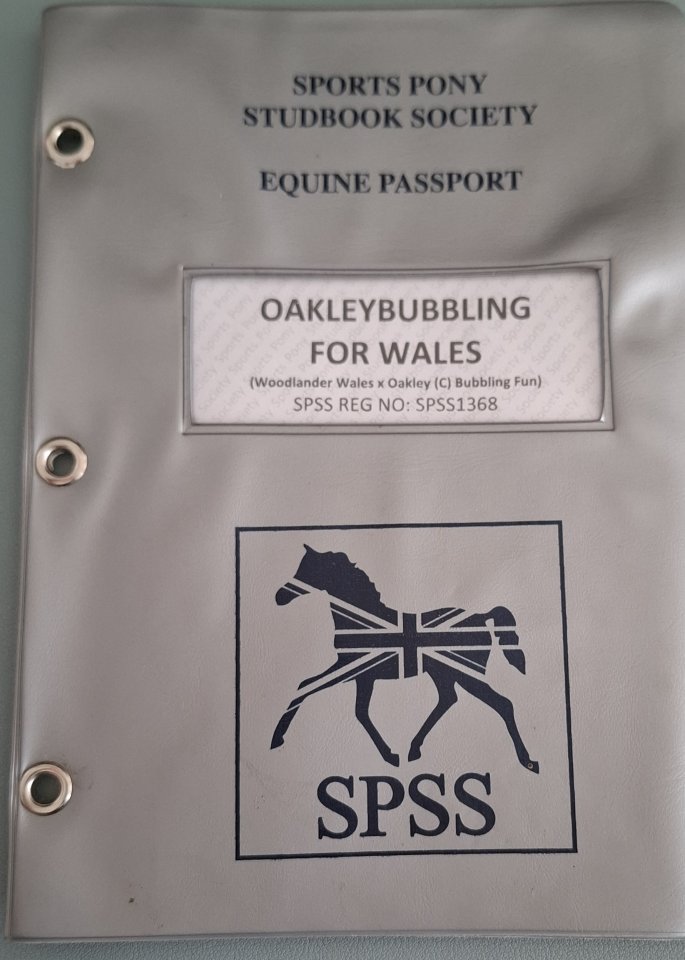 SPORTS PONY
STUDBOOK SOCIETY
EQUINE PASSPORT
OAKLEYBUBBLING
FOR WALES
(Woodlander Wales x Oakley (C) Bubbling Fun)
SPSS REG NO: SPSS1368
SPSS